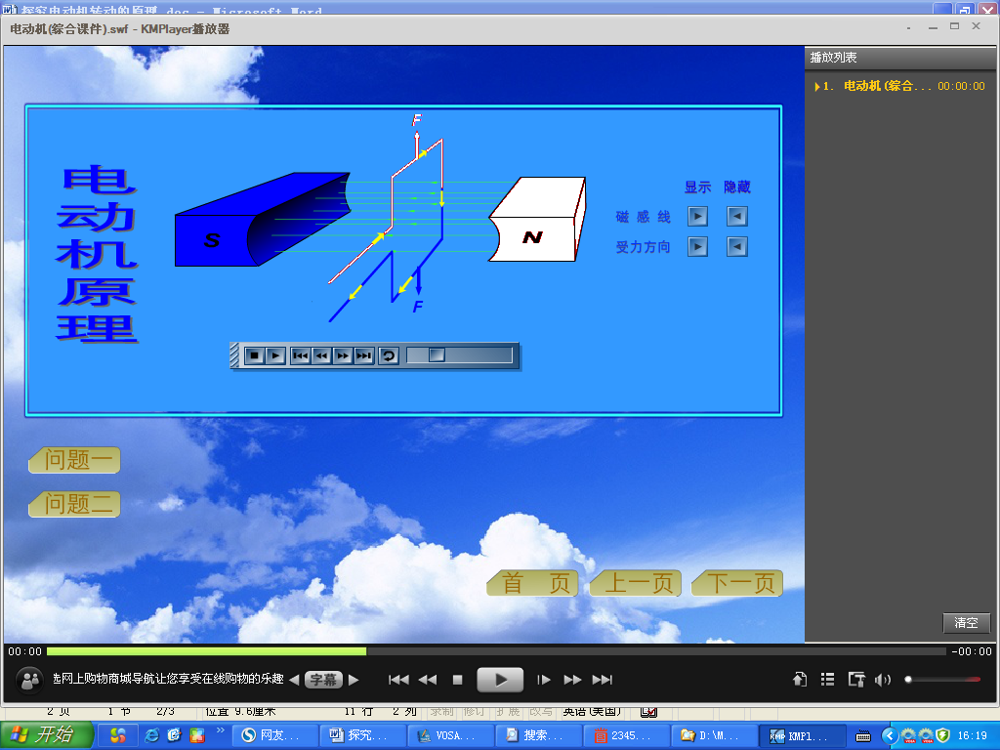 探究电动机转动的原理.doc - Microsoft Word
电动机(综合课件).swf - KMPlayer播放器
播放列表
1. 电动机(综合... 00:00:00
电动机原理
F
S
N
F
显示 隐藏
磁 感 线
受力方向
问题一
问题二
首 页 上一页 下一页
清空
00:00 -00:00
选网上购物商城导航让您享受在线购物的乐趣 字幕
2 页 1 节 2/3 位置 9.6厘米 11 行 2 列 录制 修订 扩展 改写 英语(美国)
开始 网友... 探究... VOSA... 搜索... 2345... D:\M... KMPl... 16:19